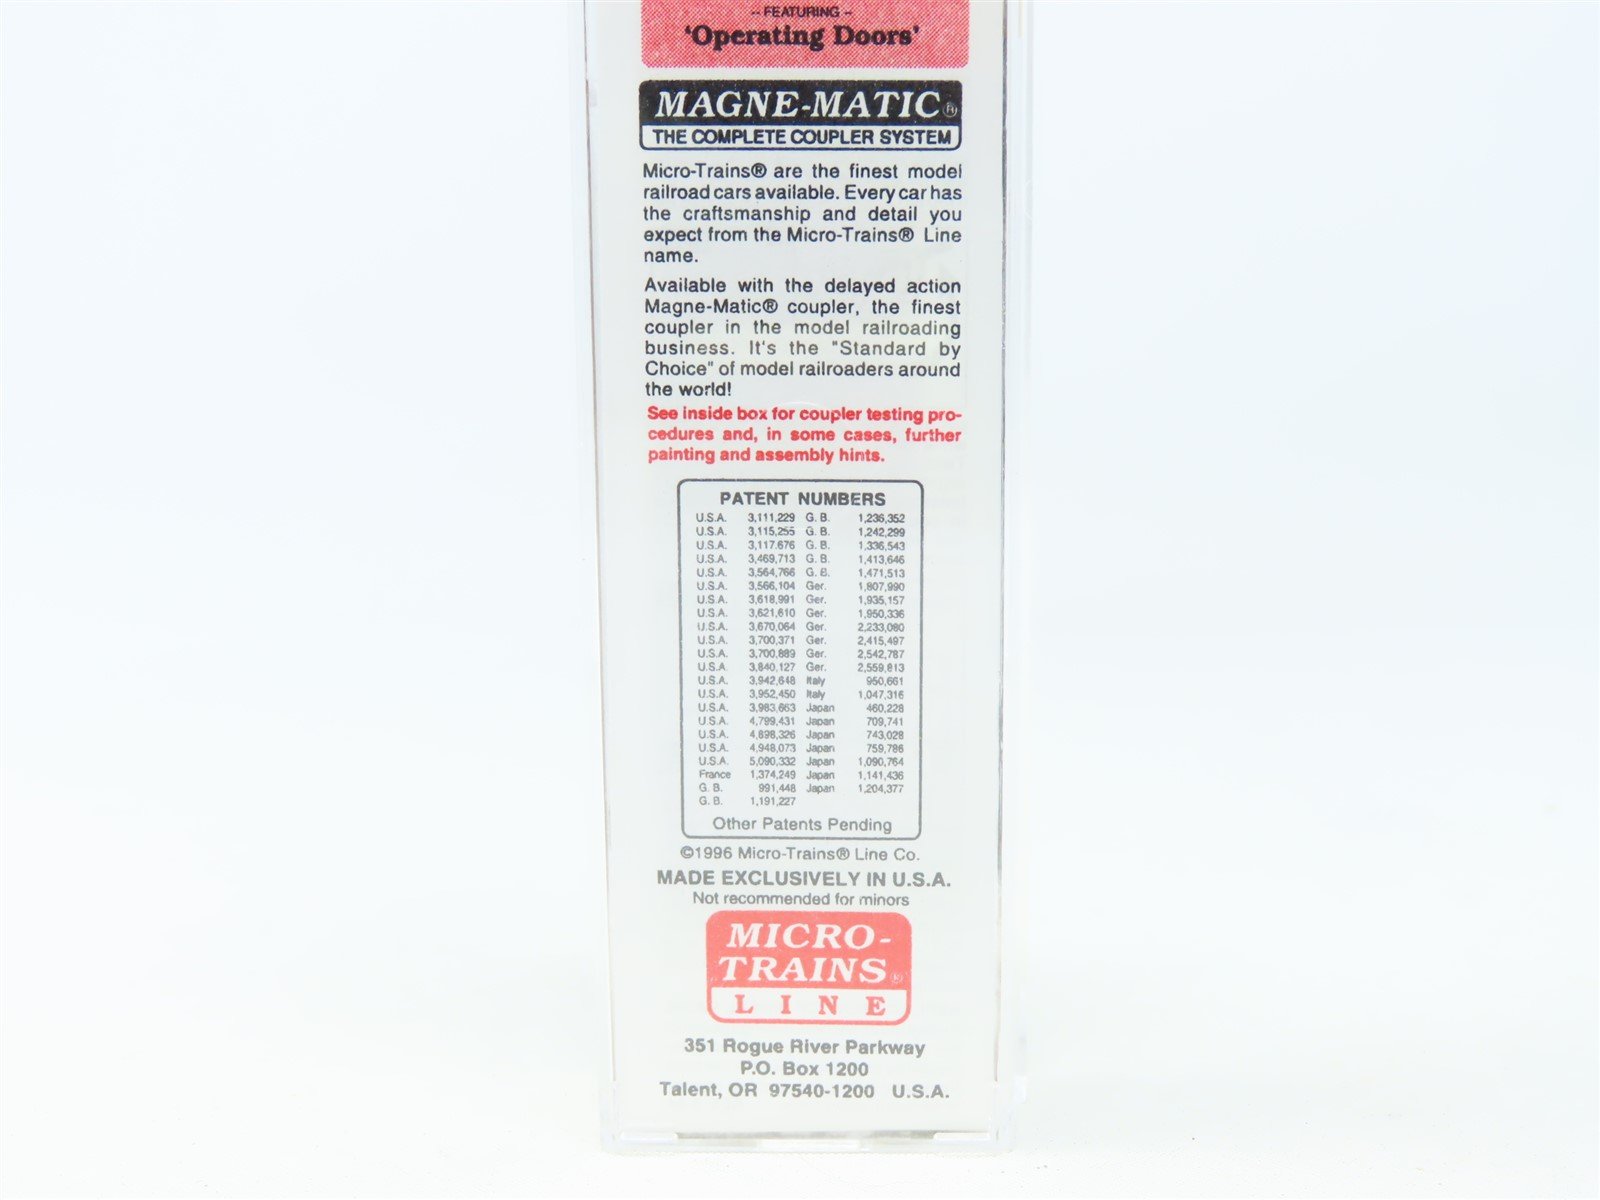 -- FEATURING --
'Operating Doors'
MAGNE-MATIC®
THE COMPLETE COUPLER SYSTEM
Micro-Trains® are the finest model
railroad cars available. Every car has
the craftsmanship and detail you
expect from the Micro-Trains® Line
name.
Available with the delayed action
Magne-Matic® coupler, the finest
coupler in the model railroading
business. It's the "Standard by
Choice" of model railroaders around
the world!
See inside box for coupler testing pro-
cedures and, in some cases, further
painting and assembly hints.
PATENT NUMBERS
U.S.A. 3,111,229 G. B. 1,236,352
U.S.A. 3,115,255 G. B. 1,242,299
U.S.A. 3,117.676 G. B. 1,336,543
U.S.A. 3,469,713 G. B. 1,413,646
U.S.A. 3,564,766 G. B. 1,471,513
U.S.A. 3,566,104 Ger. 1,807,990
U.S.A. 3,618,991 Ger. 1,935,157
U.S.A. 3,621,610 Ger. 1,950,336
U.S.A. 3,670,064 Ger. 2,233,080
U.S.A. 3,700,371 Ger. 2,415,497
U.S.A. 3,700,889 Ger. 2,542,787
U.S.A. 3,840,127 Ger. 2,559,813
U.S.A. 3,942,648 Italy 950,661
U.S.A. 3,952,450 Italy 1,047,316
U.S.A. 3,983,663 Japan 460,228
U.S.A. 4,799,431 Japan 709,741
U.S.A. 4,898,326 Japan 743,028
U.S.A. 4,948,073 Japan 759,786
U.S.A. 5,090,332 Japan 1,090,764
France 1,374,249 Japan 1,141,436
G. B. 991,448 Japan 1,204,377
G. B. 1,191,227
Other Patents Pending
©1996 Micro-Trains® Line Co.
MADE EXCLUSIVELY IN U.S.A.
Not recommended for minors
MICRO-
TRAINS®
LINE
351 Rogue River Parkway
P.O. Box 1200
Talent, OR 97540-1200 U.S.A.